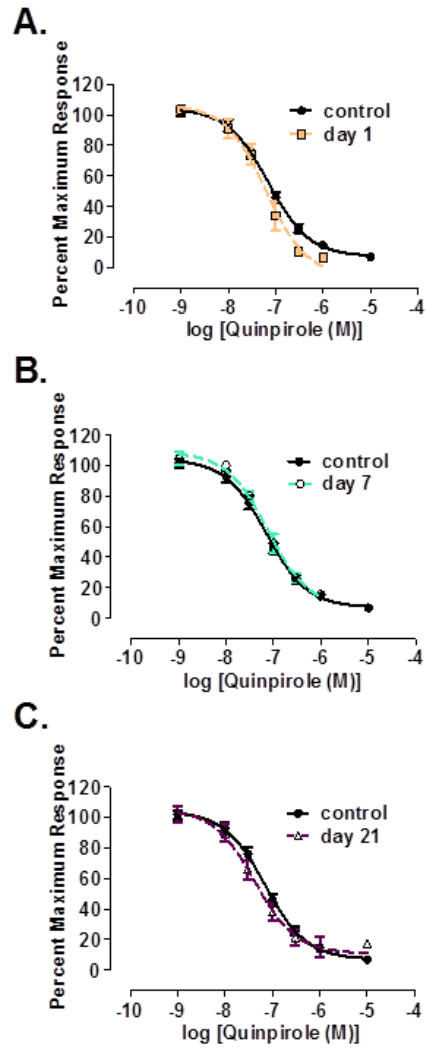 A.
Percent Maximum Response
120
100
80
60
40
20
0
control
day 1
-10 -9 -8 -7 -6 -5 -4
log [Quinpirole (M)]
B.
Percent Maximum Response
120
100
80
60
40
20
0
control
day 7
-10 -9 -8 -7 -6 -5 -4
log [Quinpirole (M)]
C.
Percent Maximum Response
120
100
80
60
40
20
0
control
day 21
-10 -9 -8 -7 -6 -5 -4
log [Quinpirole (M)]